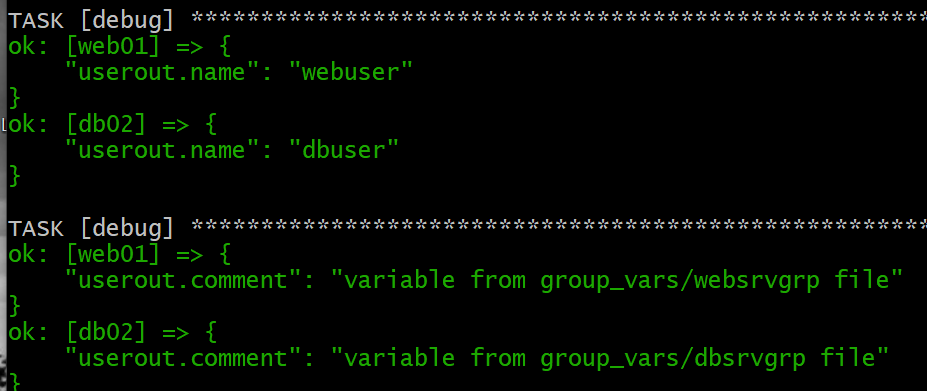 TASK [debug] *****************************************************
ok: [web01] => {
"userout.name": "webuser"
}
ok: [db02] => {
"userout.name": "dbuser"
}
TASK [debug] *****************************************************
ok: [web01] => {
"userout.comment": "variable from group_vars/websrvgrp file"
}
ok: [db02] => {
"userout.comment": "variable from group_vars/dbsrvgrp file"
}